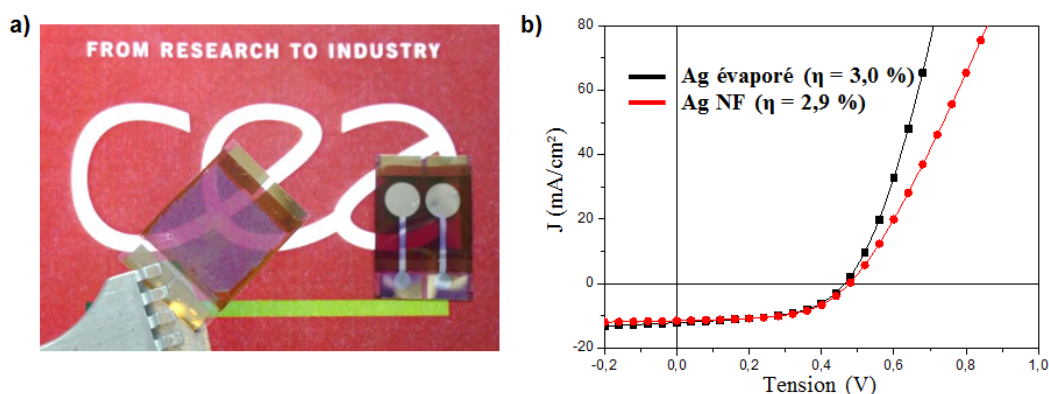 a)
FROM RESEARCH TO INDUSTRY
cea
b)
80
60
40
20
0
-20
J (mA/cm²)
Ag évaporé (η = 3,0 %)
Ag NF (η = 2,9 %)
-0,2 0,0 0,2 0,4 0,6 0,8 1,0
Tension (V)